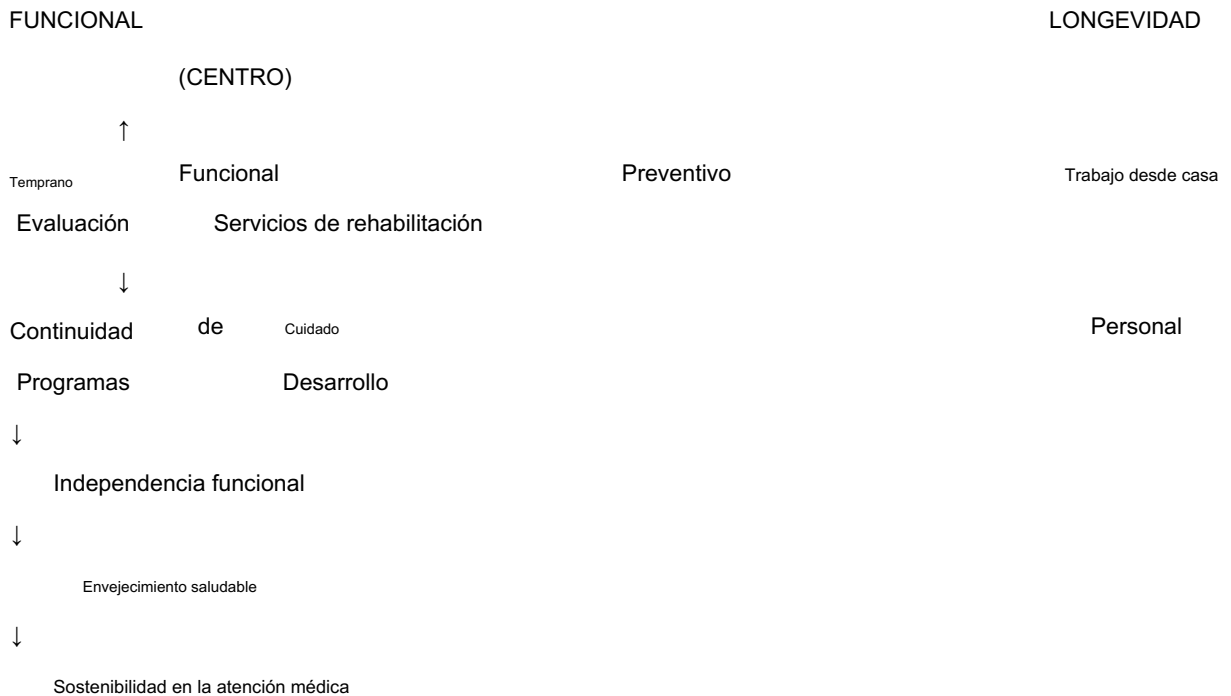 FUNCIONAL LONGEVIDAD
(CENTRO)
↑
Temprano Funcional Preventivo Trabajo desde casa
Evaluación Servicios de rehabilitación
↓
Continuidad de Cuidado Personal
Programas Desarrollo
↓
Independencia funcional
↓
Envejecimiento saludable
↓
Sostenibilidad en la atención médica